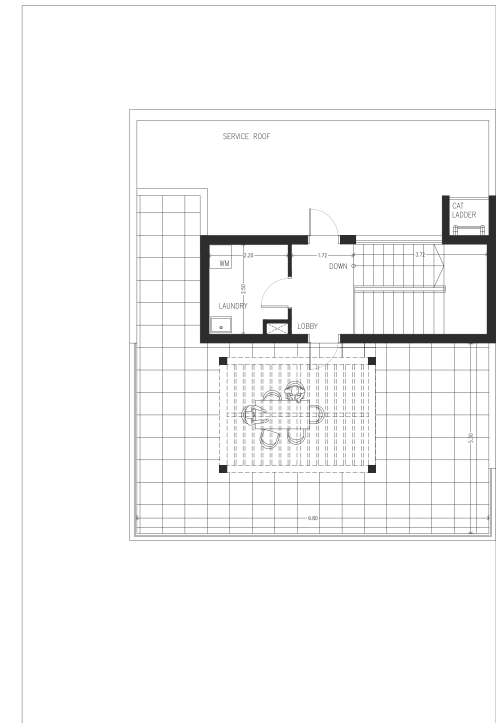 SERVICE ROOF
CAT
LADDER
2.20
1.72
3.72
WM
DOWN
2.50
LAUNDRY
LOBBY
5.30
9.80